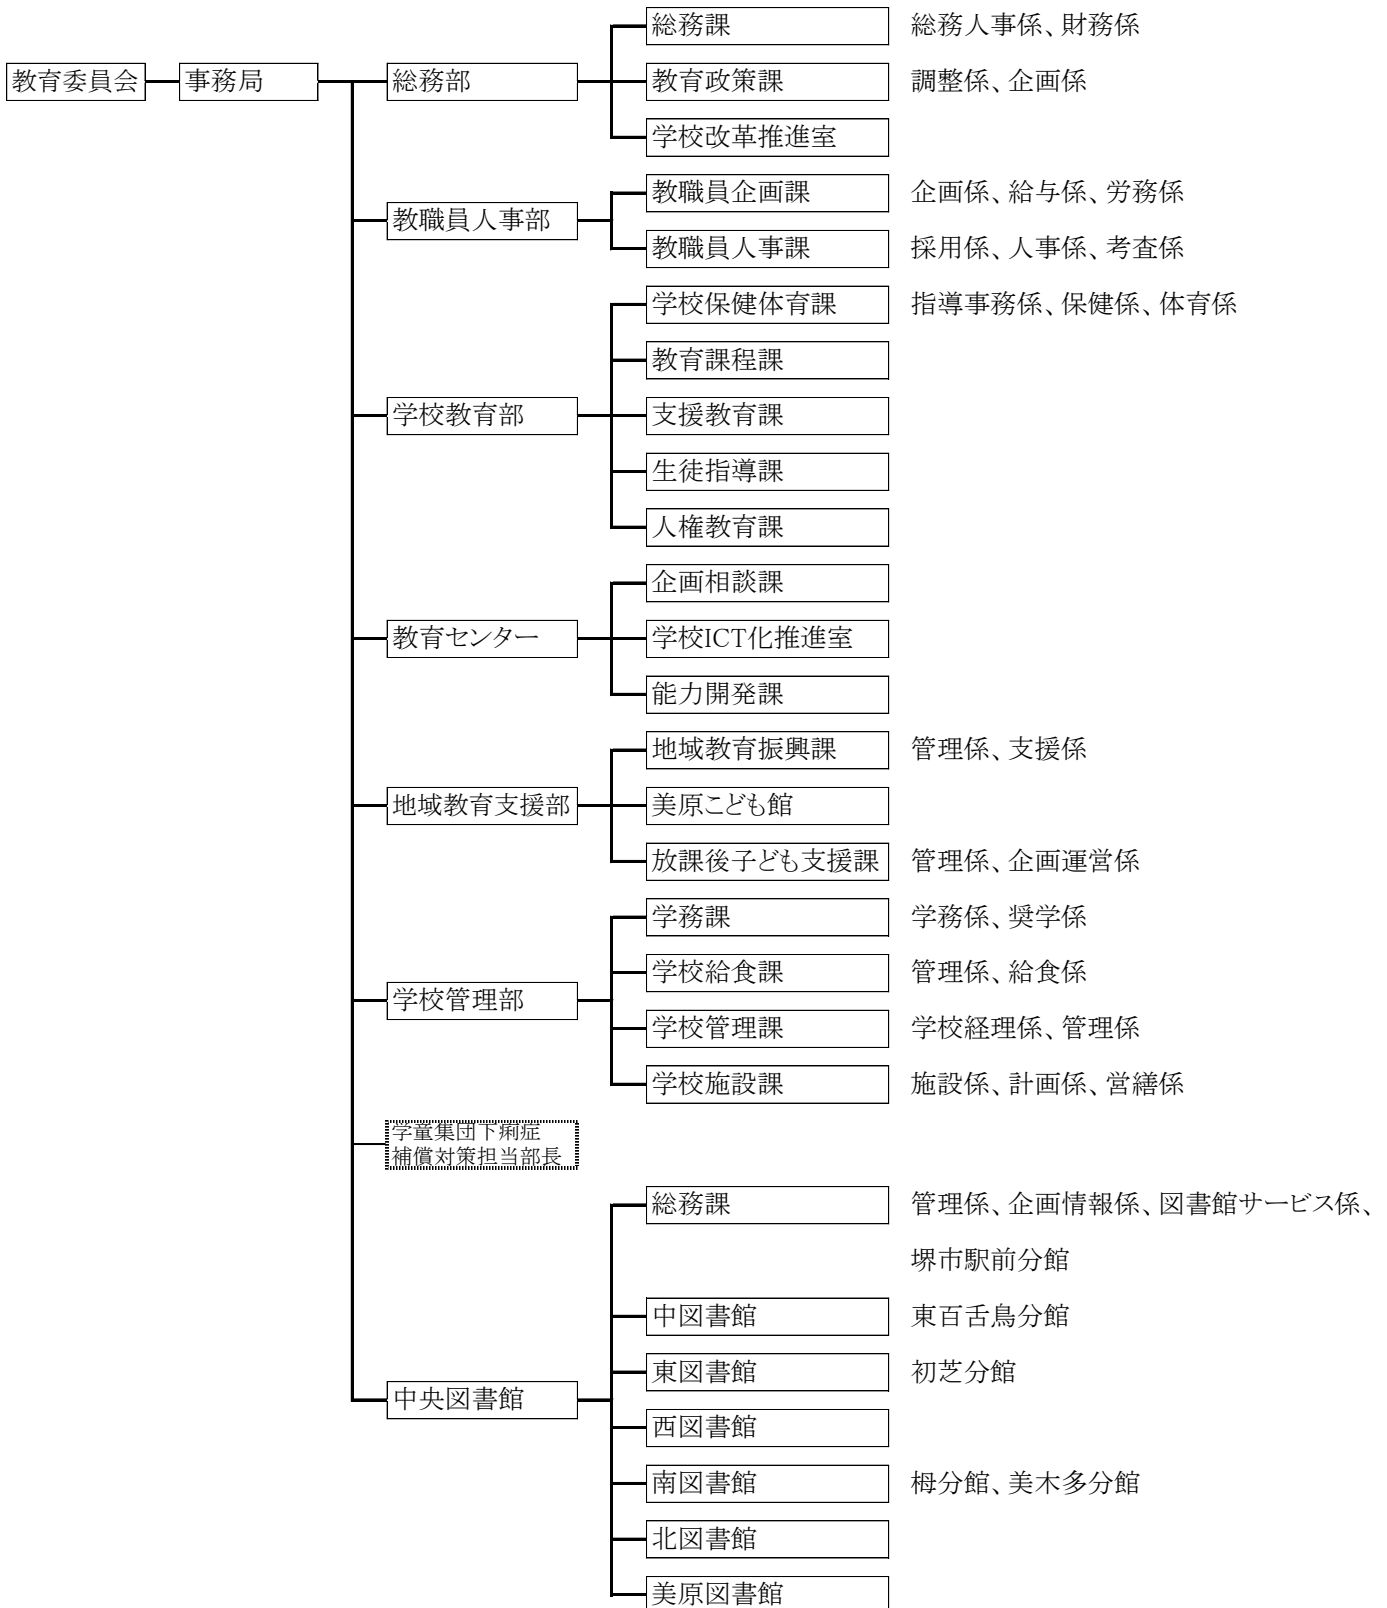 総務課 総務人事係、財務係
教育委員会 事務局 総務部 教育政策課 調整係、企画係
学校改革推進室
教職員企画課 企画係、給与係、労務係
教職員人事部
教職員人事課 採用係、人事係、考査係
学校保健体育課 指導事務係、保健係、体育係
教育課程課
学校教育部 支援教育課
生徒指導課
人権教育課
企画相談課
教育センター 学校ICT化推進室
能力開発課
地域教育振興課 管理係、支援係
地域教育支援部 美原こども館
放課後子ども支援課 管理係、企画運営係
学務課 学務係、奨学係
学校給食課 管理係、給食係
学校管理部
学校管理課 学校経理係、管理係
学校施設課 施設係、計画係、営繕係
学童集団下痢症
補償対策担当部長
総務課 管理係、企画情報係、図書館サービス係、
堺市駅前分館
中図書館 東百舌鳥分館
東図書館 初芝分館
中央図書館
西図書館
南図書館 栂分館、美木多分館
北図書館
美原図書館